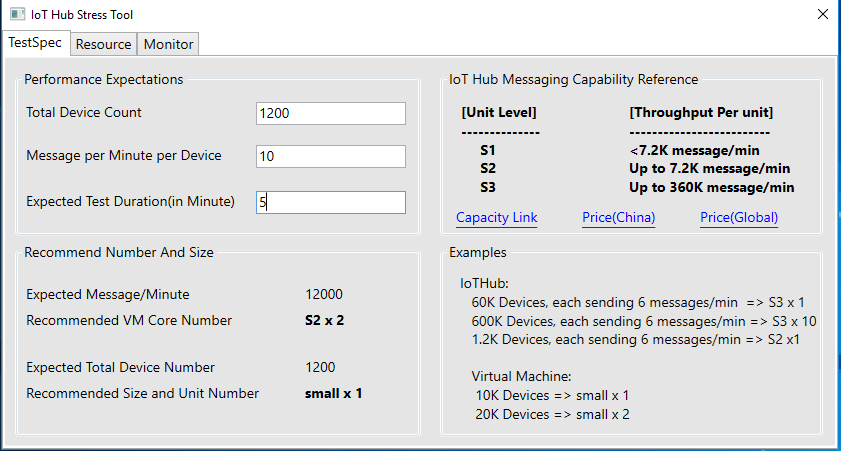 IoT Hub Stress Tool
TestSpec Resource Monitor
Performance Expectations
Total Device Count 1200
Message per Minute per Device 10
Expected Test Duration(in Minute) 5
IoT Hub Messaging Capability Reference
[Unit Level] [Throughput Per unit]
-------------- -------------------------
S1 <7.2K message/min
S2 Up to 7.2K message/min
S3 Up to 360K message/min
Capacity Link Price(China) Price(Global)
Recommend Number And Size
Expected Message/Minute 12000
Recommended VM Core Number S2 x 2
Expected Total Device Number 1200
Recommended Size and Unit Number small x 1
Examples
IoTHub:
60K Devices, each sending 6 messages/min => S3 x 1
600K Devices, each sending 6 messages/min => S3 x 10
1.2K Devices, each sending 6 messages/min => S2 x1
Virtual Machine:
10K Devices => small x 1
20K Devices => small x 2